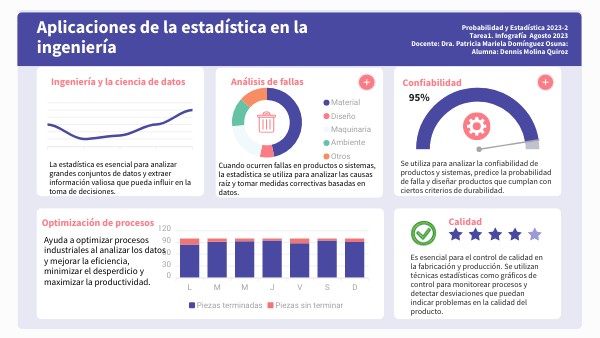 Aplicaciones de la estadística en la
ingeniería
Probabilidad y Estadística 2023-2
Tarea1. Infografía  Agosto 2023
Docente: Dra. Patricia Mariela Domínguez Osuna:
Alumna: Dennis Molina Quiroz
Ingeniería y la ciencia de datos
La estadística es esencial para analizar
grandes conjuntos de datos y extraer
información valiosa que pueda influir en la
toma de decisiones.
Análisis de fallas
+
Material
Diseño
Maquinaria
Ambiente
Otros
Cuando ocurren fallas en productos o sistemas,
la estadística se utiliza para analizar las causas
raíz y tomar medidas correctivas basadas en
datos.
Confiabilidad
+
95%
Se utiliza para analizar la confiabilidad de
productos y sistemas, predice la probabilidad
de falla y diseñar productos que cumplan con
ciertos criterios de durabilidad.
Optimización de procesos
Ayuda a optimizar procesos
industriales al analizar los datos
y mejorar la eficiencia,
minimizar el desperdicio y
maximizar la productividad.
120
90
60
30
0
L M M J V S D
Piezas terminadas Piezas sin terminar
Calidad
Es esencial para el control de calidad en
la fabricación y producción. Se utilizan
técnicas estadísticas como gráficos de
control para monitorear procesos y
detectar desviaciones que puedan
indicar problemas en la calidad del
producto.